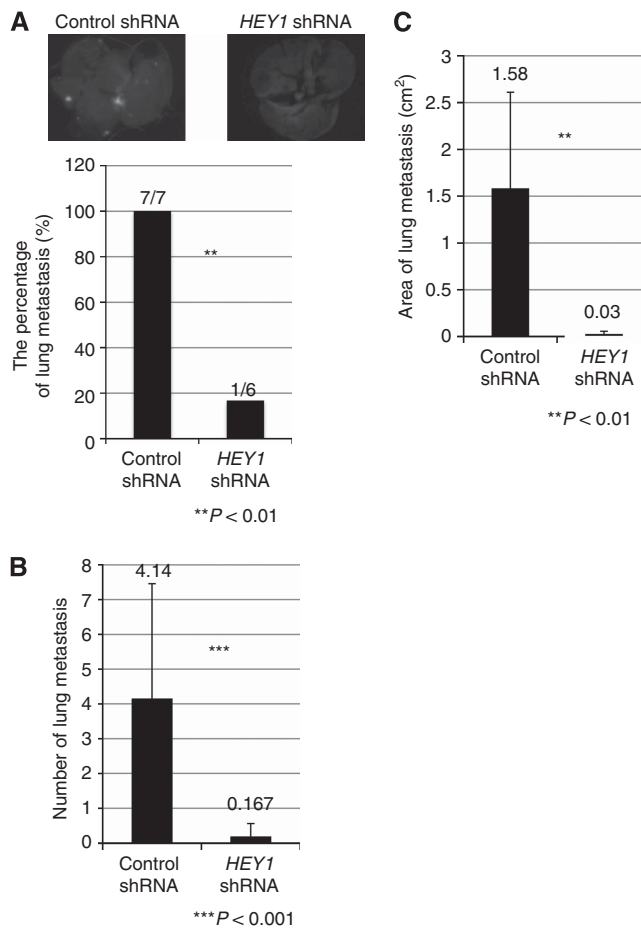 A
Control shRNA
HEY1 shRNA
The percentage
of lung metastasis (%)
120
100
80
60
40
20
0
7/7
**
1/6
Control
shRNA
HEY1
shRNA
**P < 0.01
B
Number of lung metastasis
8
7
6
5
4
3
2
1
0
4.14
***
0.167
Control
shRNA
HEY1
shRNA
***P < 0.001
C
Area of lung metastasis (cm²)
3
2.5
2
1.5
1
0.5
0
1.58
**
0.03
Control
shRNA
HEY1
shRNA
**P < 0.01